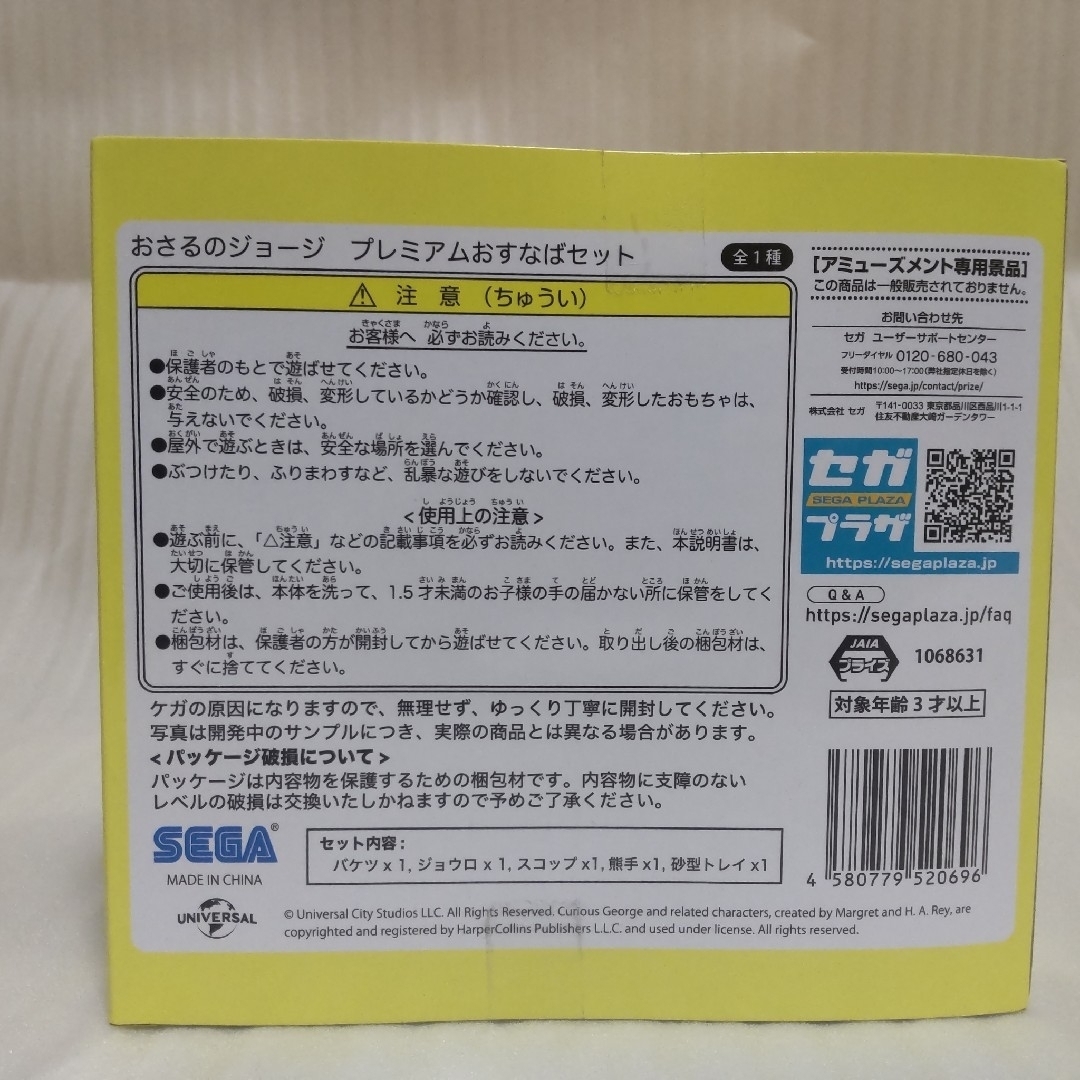 おさるのジョージ プレミアムおすなばセット
全1種
⚠ 注意 (ちゅうい)
お客様へ 必ずお読みください。
●保護者のもとで遊ばせてください。
●安全のため、破損、変形しているかどうか確認し、破損、変形したおもちゃは、
与えないでください。
●屋外で遊ぶときは、安全な場所を選んでください。
●ぶつけたり、ふりまわすなど、乱暴な遊びをしないでください。
<使用上の注意>
●遊ぶ前に、「△注意」などの記載事項を必ずお読みください。また、本説明書は、
大切に保管してください。
●ご使用後は、本体を洗って、1.5才未満のお子様の手の届かない所に保管をしてく
ださい。
●梱包材は、保護者の方が開封してから遊ばせてください。取り出し後の梱包材は、
すぐに捨ててください。
ケガの原因になりますので、無理せず、ゆっくり丁寧に開封してください。
写真は開発中のサンプルにつき、実際の商品とは異なる場合があります。
<パッケージ破損について>
パッケージは内容物を保護するための梱包材です。内容物に支障のない
レベルの破損は交換いたしかねますので予めご了承ください。
SEGA®
MADE IN CHINA
セット内容:
バケツx1, ジョウロx1, スコップx1, 熊手x1, 砂型トレイx1
UNIVERSAL
© Universal City Studios LLC. All Rights Reserved. Curious George and related characters, created by Margret and H. A. Rey, are
copyrighted and registered by HarperCollins Publishers L.L.C. and used under license. All rights reserved.
[アミューズメント専用景品]
この商品は一般販売されておりません。
お問い合わせ先
セガ ユーザーサポートセンター
フリーダイヤル 0120-680-043
受付時間10:00〜17:00(弊社指定休日を除く)
https://sega.jp/contact/prize/
株式会社 セガ 〒141-0033 東京都品川区西品川1-1-1
住友不動産大崎ガーデンタワー
セガ
SEGA PLAZA
プラザ
https://segaplaza.jp
Q&A
https://segaplaza.jp/faq
JAIA
プライズ
1068631
対象年齢3才以上
4 580779 520696